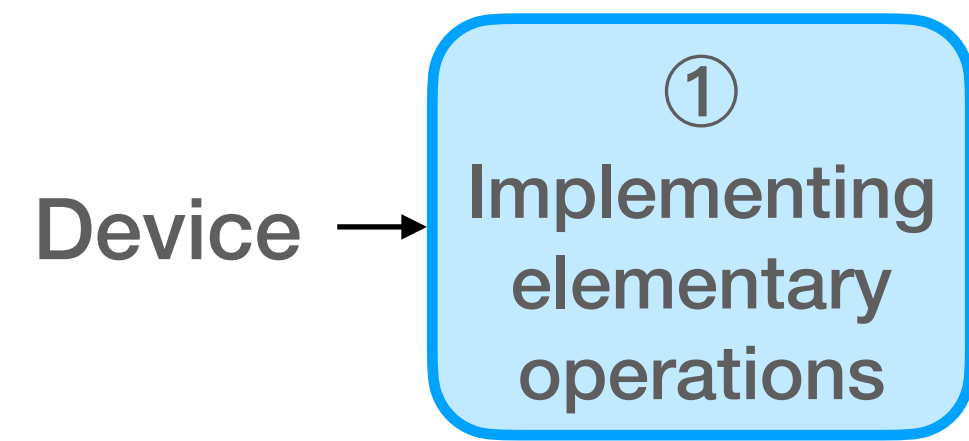 Device
①
Implementing
elementary
operations